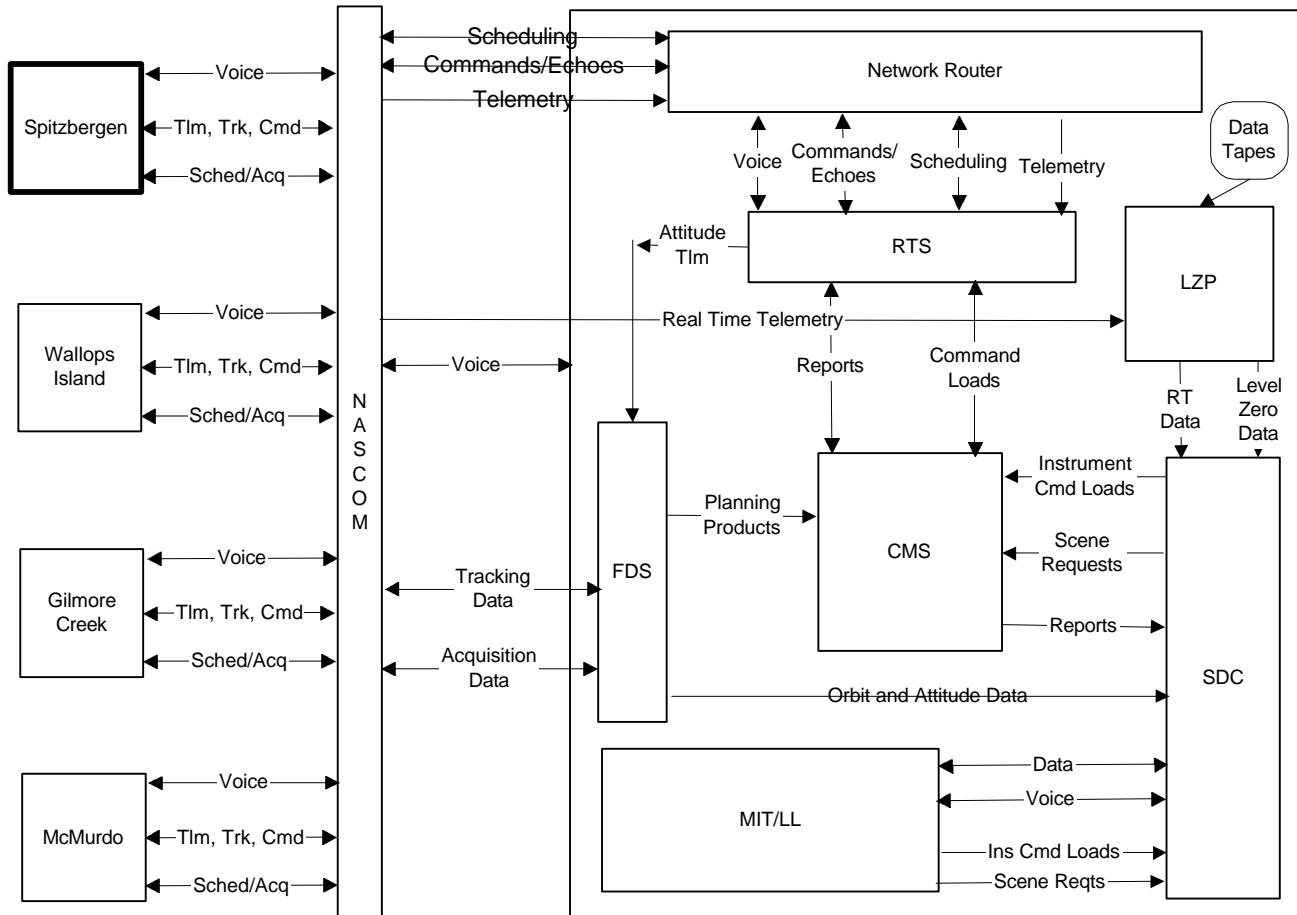 Scheduling
Commands/Echoes
Telemetry
Network Router
Spitzbergen
Voice
Tlm, Trk, Cmd
Sched/Acq
Voice
Commands/
Echoes
Scheduling
Telemetry
Data
Tapes
Attitude
Tlm
RTS
LZP
Wallops
Island
Voice
Tlm, Trk, Cmd
Sched/Acq
Real Time Telemetry
Voice
Reports
Command
Loads
RT
Data
Level
Zero
Data
N
A
S
C
O
M
Instrument
Cmd Loads
Planning
Products
CMS
Scene
Requests
Reports
FDS
Gilmore
Creek
Voice
Tlm, Trk, Cmd
Sched/Acq
Tracking
Data
Acquisition
Data
Orbit and Attitude Data
SDC
McMurdo
Voice
Tlm, Trk, Cmd
Sched/Acq
MIT/LL
Data
Voice
Ins Cmd Loads
Scene Reqts